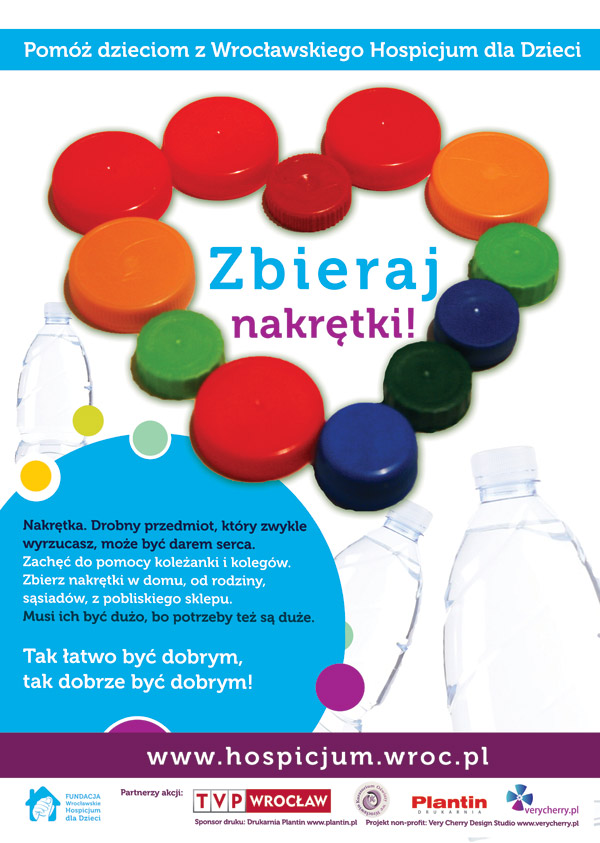 Pomóż dzieciom z Wrocławskiego Hospicjum dla Dzieci
Zbieraj
nakrętki!
Nakrętka. Drobny przedmiot, który zwykle
wyrzucasz, może być darem serca.
Zachęć do pomocy koleżanki i kolegów.
Zbierz nakrętki w domu, od rodziny,
sąsiadów, z pobliskiego sklepu.
Musi ich być dużo, bo potrzeby też są duże.
Tak łatwo być dobrym,
tak dobrze być dobrym!
www.hospicjum.wroc.pl
FUNDACJA
Wrocławskie
Hospicjum
dla Dzieci
Partnerzy akcji:
TVP WROCŁAW
Plantin
DRUKARNIA
verycherry.pl
Sponsor druku: Drukarnia Plantin www.plantin.pl Projekt non-profit: Very Cherry Design Studio www.verycherry.pl